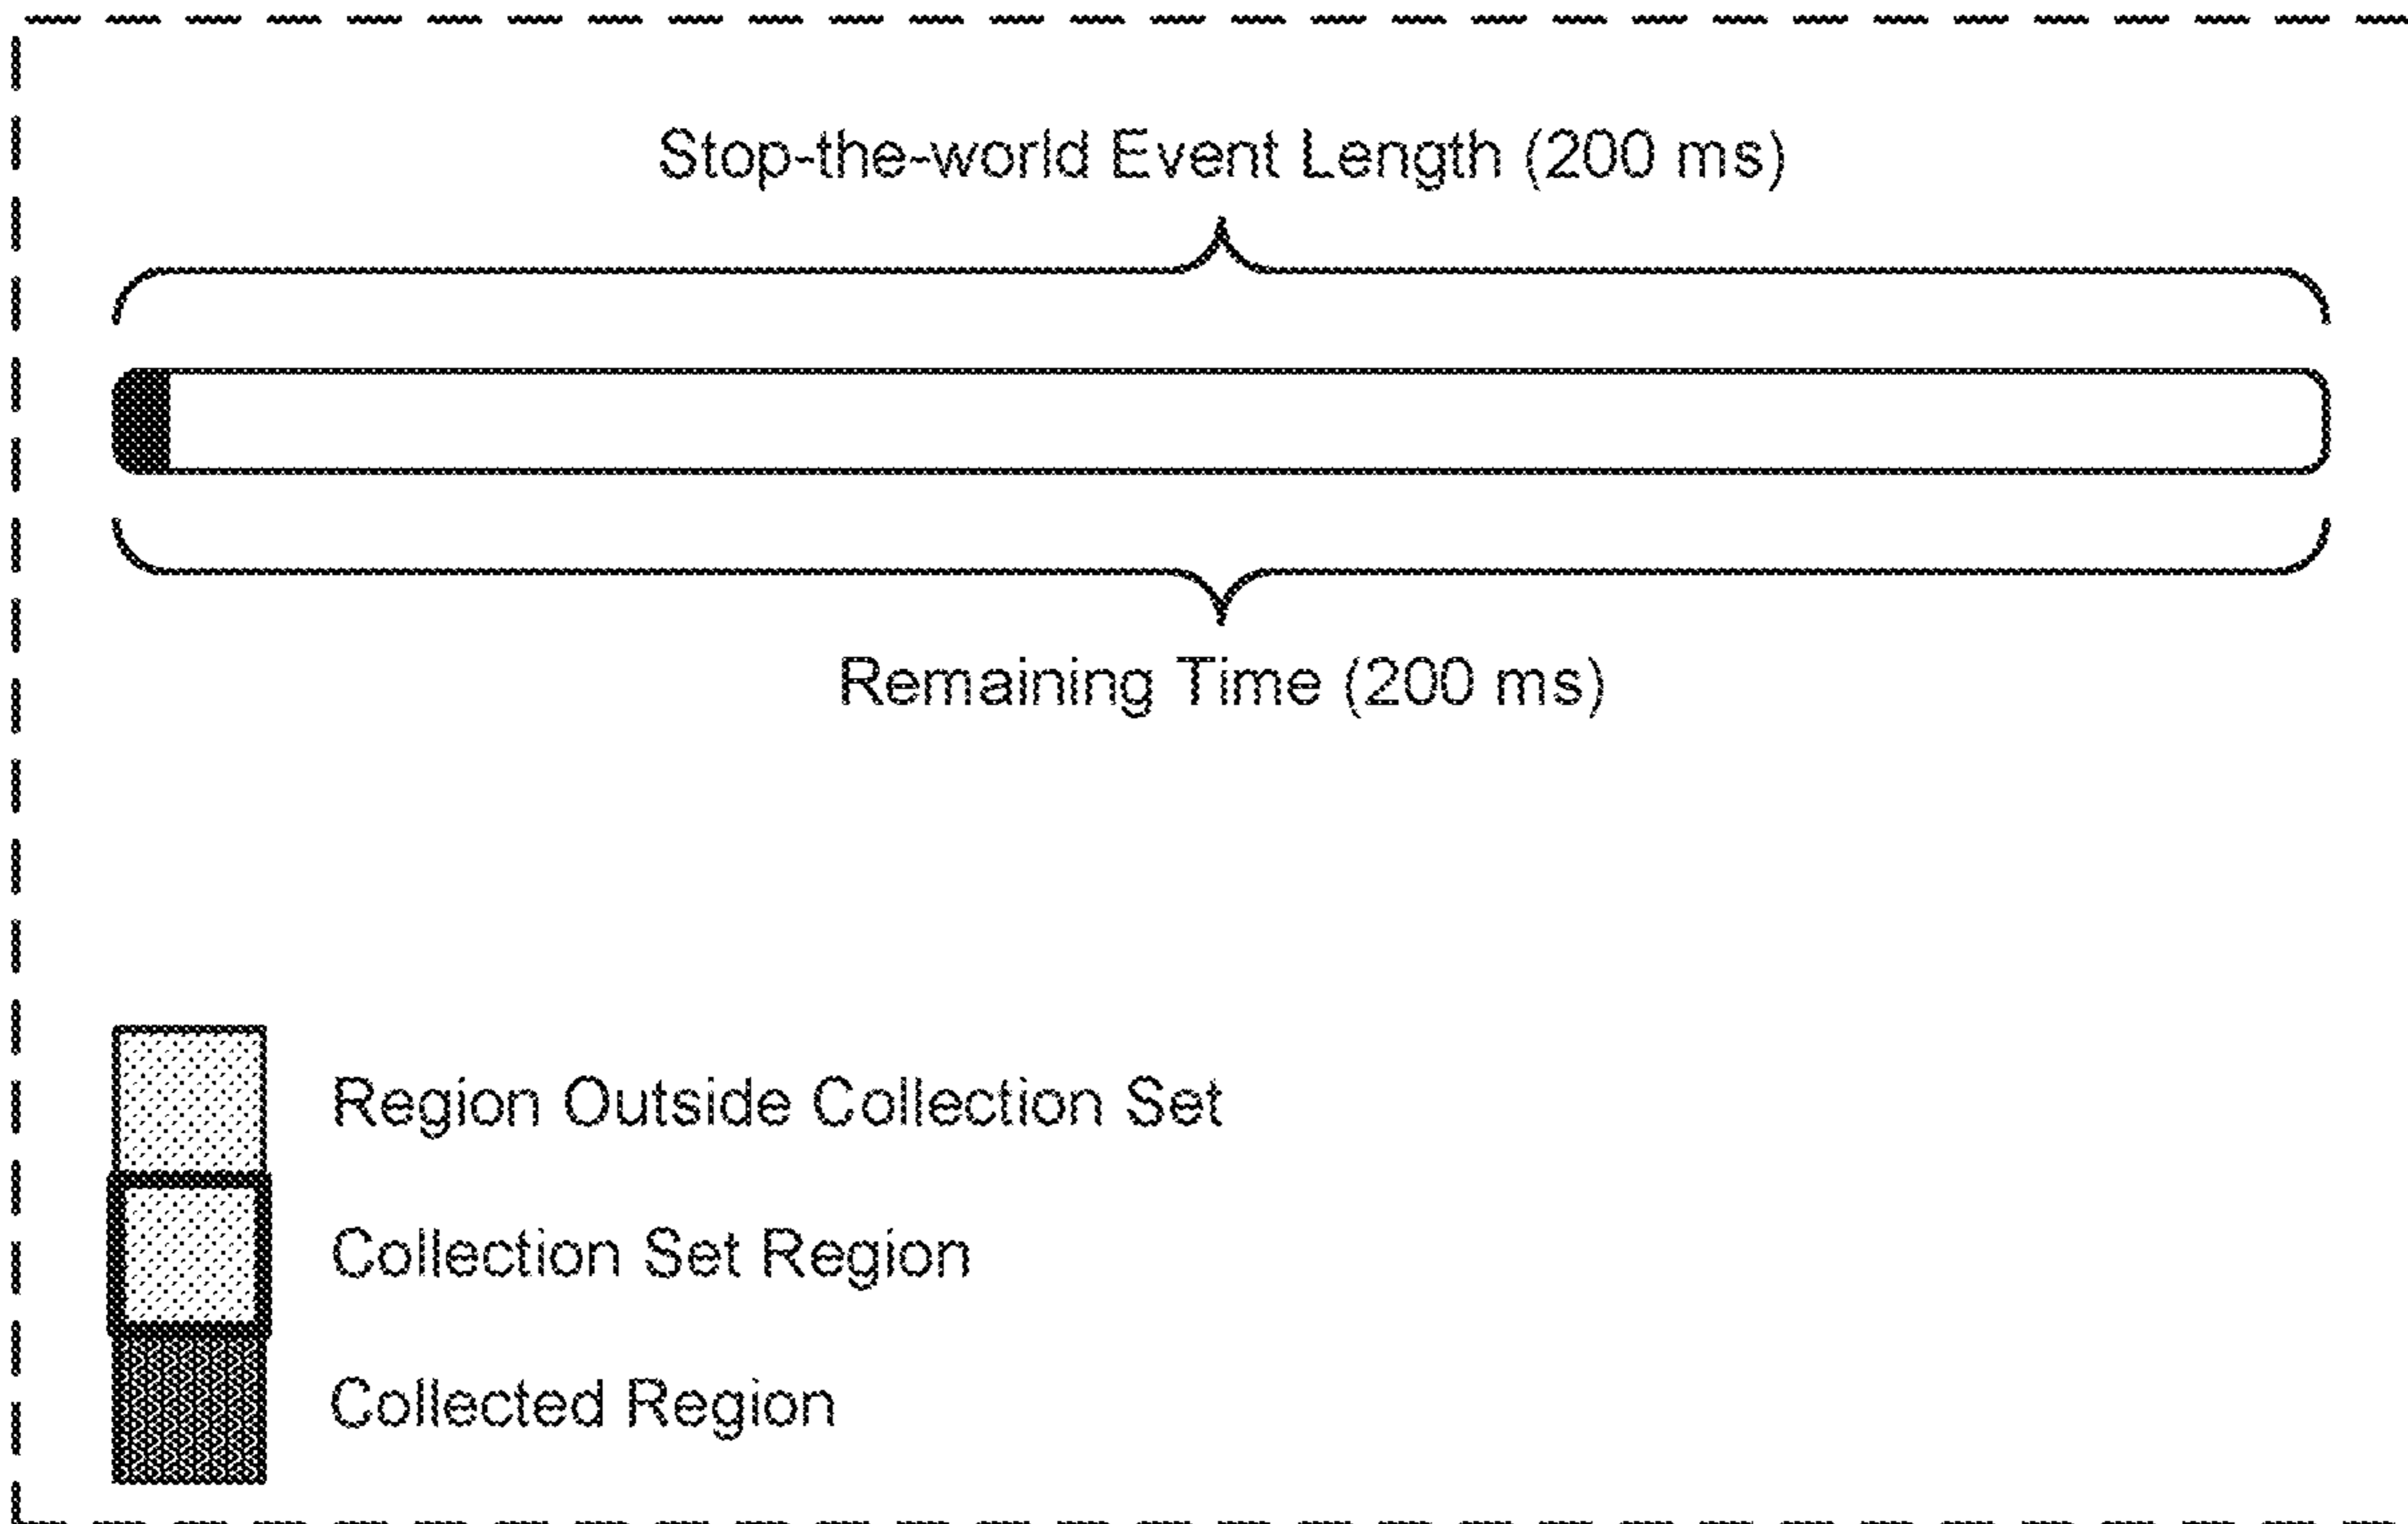 Stop-the-world Event Length (200 ms)
Remaining Time (200 ms)
Region Outside Collection Set
Collection Set Region
Collected Region